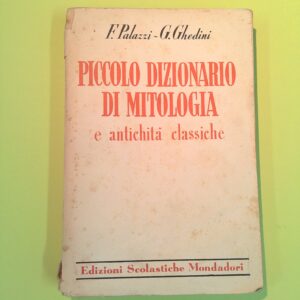 F. Palazzi - G. Ghedini
PICCOLO DIZIONARIO
DI MITOLOGIA
e antichità classiche
Edizioni Scolastiche Mondadori